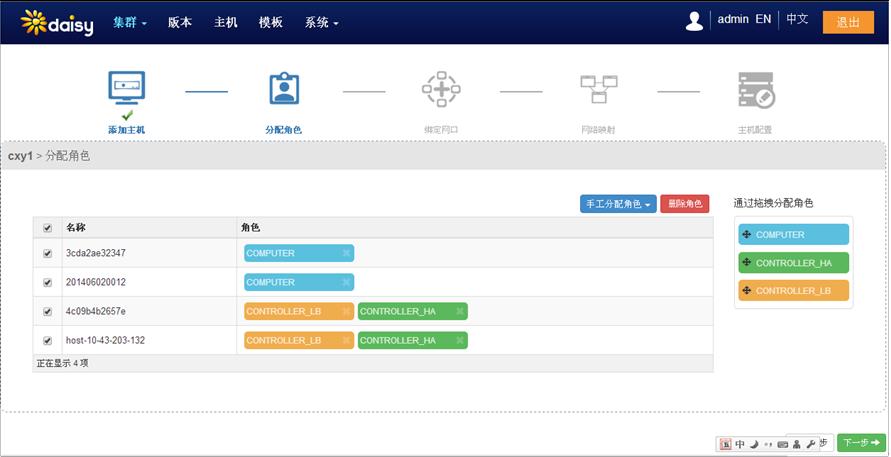 daisy 集群 版本 主机 模板 系统 admin EN 中文 退出
添加主机 分配角色 绑定网口 网络映射 主机配置
cxy1 > 分配角色
手工分配角色 删除角色 通过拖拽分配角色
名称 角色
3cda2ae32347 COMPUTER
201406020012 COMPUTER
4c09b4b2657e CONTROLLER_LB CONTROLLER_HA
host-10-43-203-132 CONTROLLER_LB CONTROLLER_HA
正在显示 4 项
COMPUTER
CONTROLLER_HA
CONTROLLER_LB
中 步 下一步